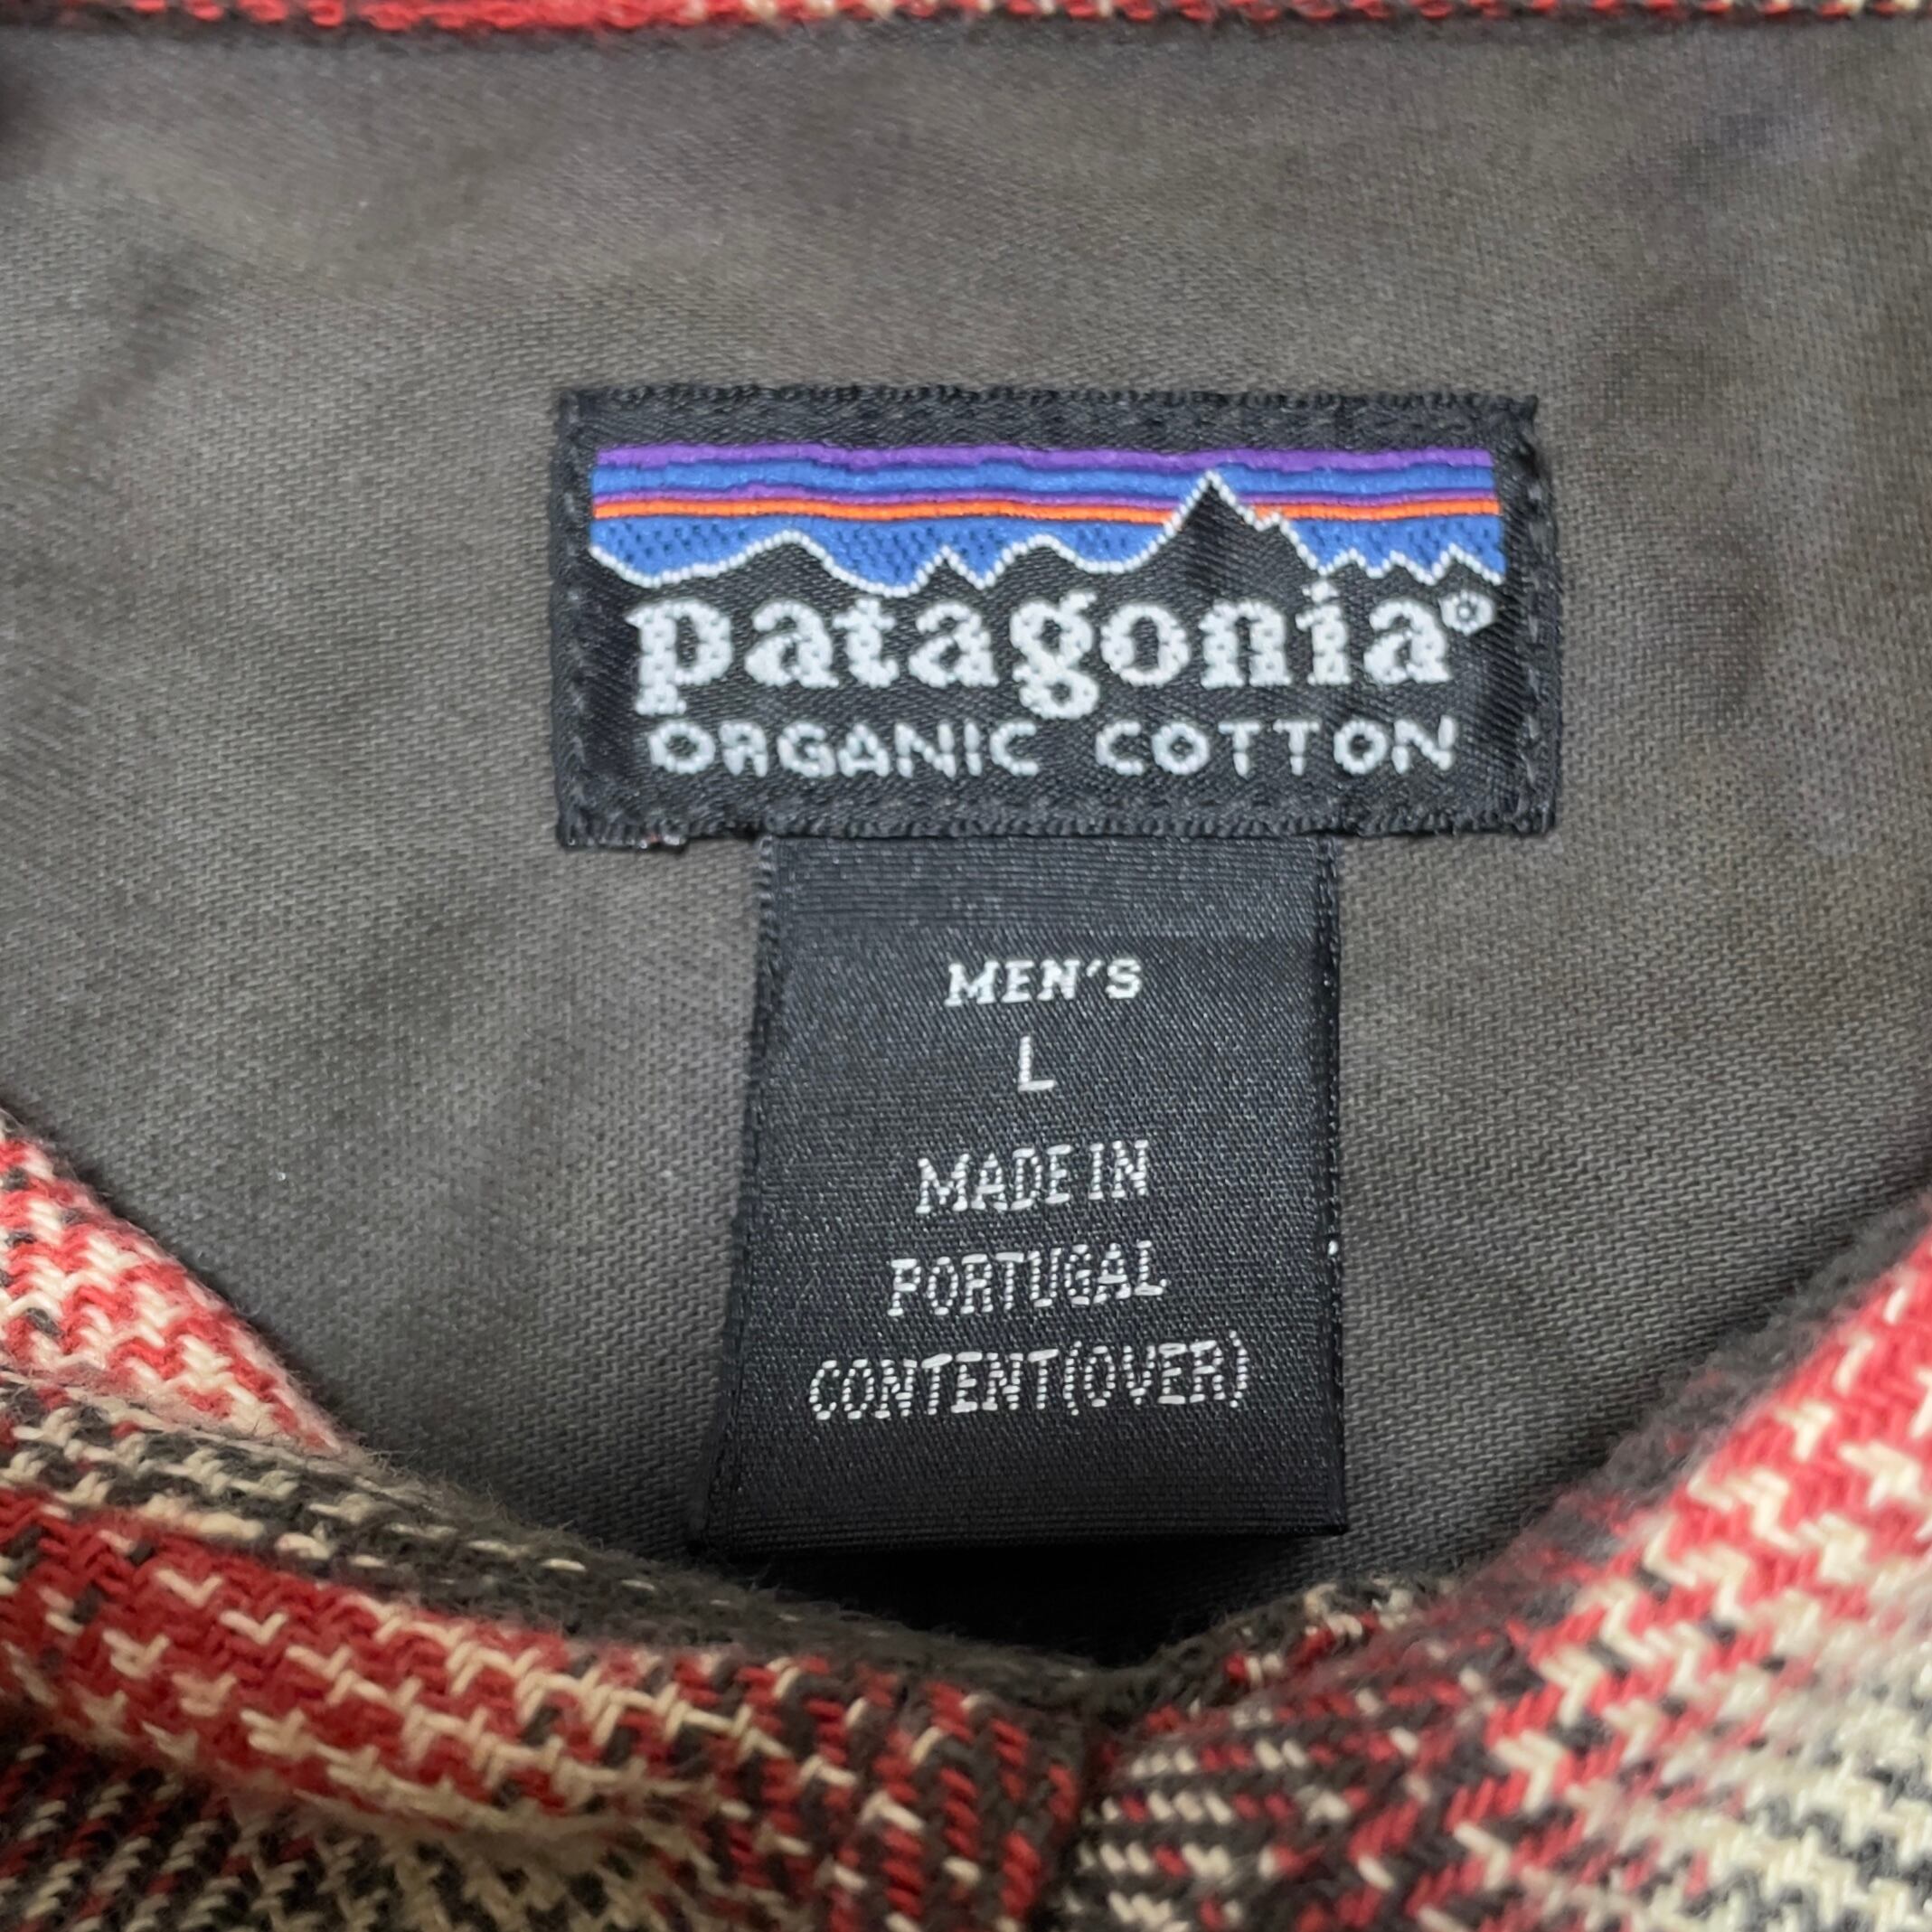 patagonia®
ORGANIC COTTON
MEN'S
L
MADE IN
PORTUGAL
CONTENT(OVER)